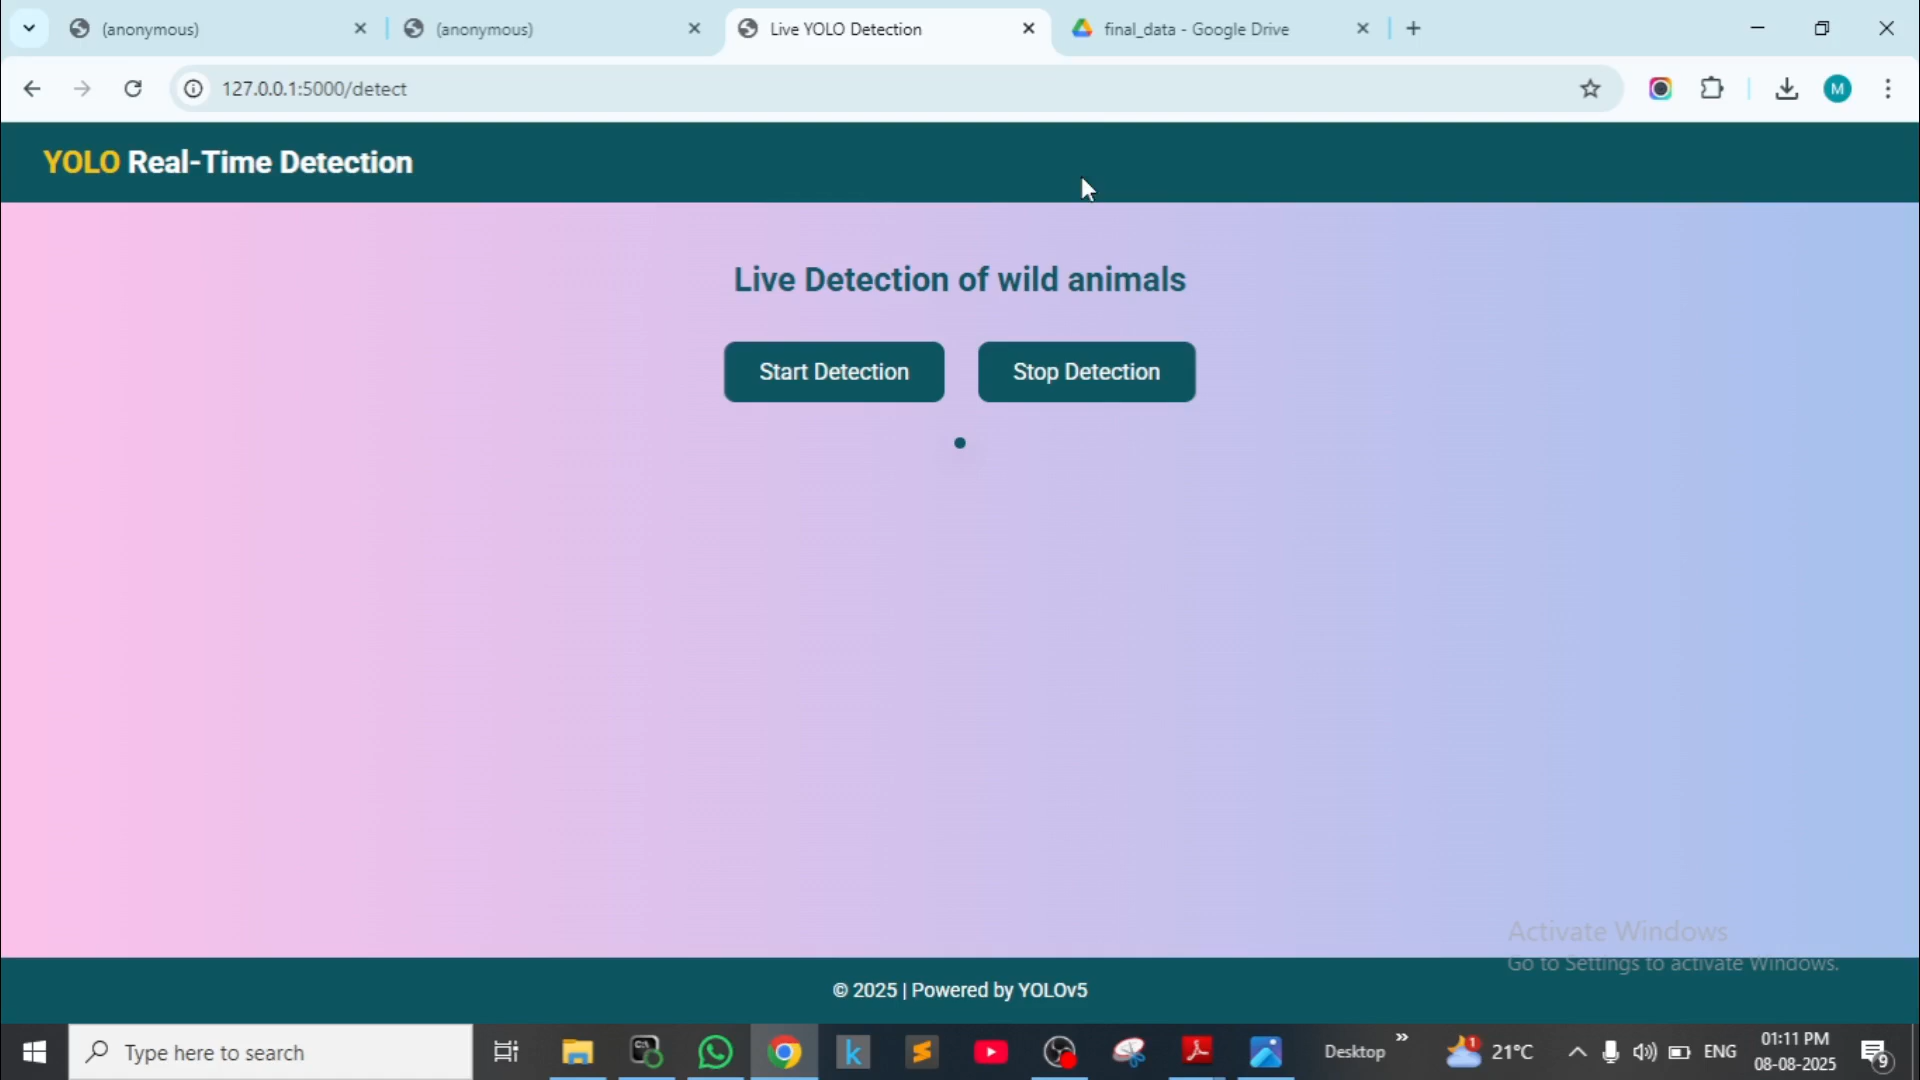 (anonymous)
(anonymous)
Live YOLO Detection
final_data - Google Drive
127.0.0.1:5000/detect
M
YOLO Real-Time Detection
Live Detection of wild animals
Start Detection
Stop Detection
Activate Windows
Go to Settings to activate Windows.
© 2025 | Powered by YOLOv5
Type here to search
C:\
k
Desktop
»
1
21°C
ENG
01:11 PM
08-08-2025
9